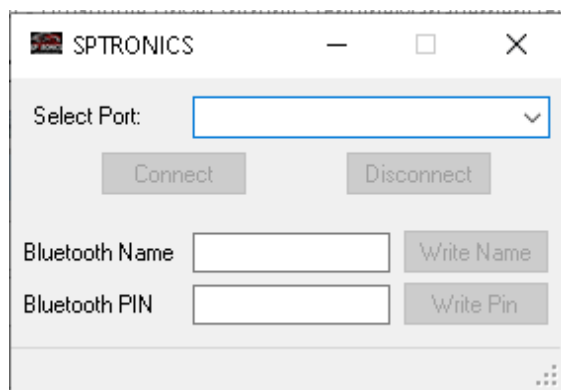 SPTRONICS
Select Port:
Connect Disconnect
Bluetooth Name Write Name
Bluetooth PIN Write Pin